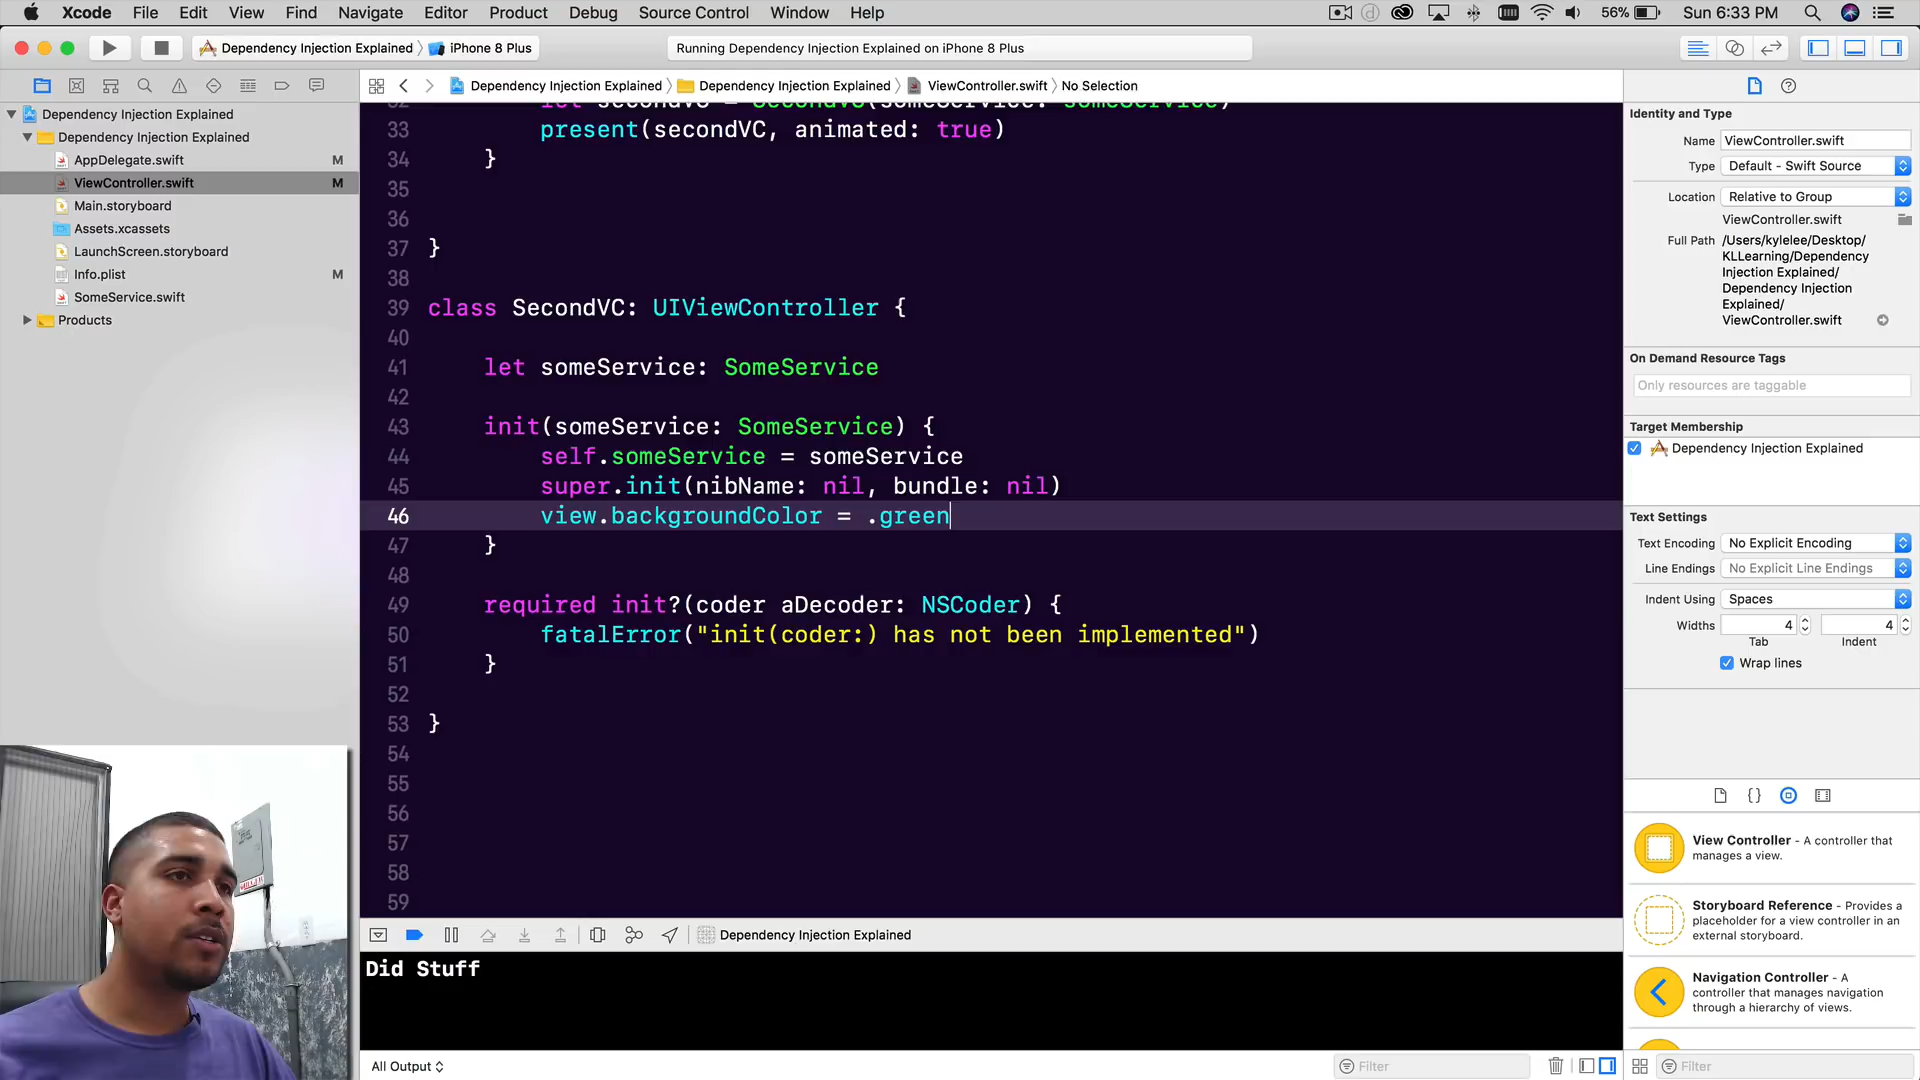 Xcode File Edit View Find Navigate Editor Product Debug Source Control Window Help 56% Sun 6:33 PM
Dependency Injection Explained iPhone 8 Plus Running Dependency Injection Explained on iPhone 8 Plus
Dependency Injection Explained Dependency Injection Explained ViewController.swift No Selection
Dependency Injection Explained
Dependency Injection Explained
AppDelegate.swift M
ViewController.swift M
Main.storyboard
Assets.xcassets
LaunchScreen.storyboard
Info.plist M
SomeService.swift
Products
32 let secondVC = SecondVC(someService: someService)
33 present(secondVC, animated: true)
34 }
35
36
37 }
38
39 class SecondVC: UIViewController {
40
41 let someService: SomeService
42
43 init(someService: SomeService) {
44 self.someService = someService
45 super.init(nibName: nil, bundle: nil)
46 view.backgroundColor = .green
47 }
48
49 required init?(coder aDecoder: NSCoder) {
50 fatalError("init(coder:) has not been implemented")
51 }
52
53 }
54
55
56
57
58
59
Dependency Injection Explained
Did Stuff
All Output
Filter
Identity and Type
Name ViewController.swift
Type Default - Swift Source
Location Relative to Group
ViewController.swift
Full Path /Users/kylelee/Desktop/
KLLearning/Dependency
Injection Explained/
Dependency Injection
Explained/
ViewController.swift
On Demand Resource Tags
Only resources are taggable
Target Membership
Dependency Injection Explained
Text Settings
Text Encoding No Explicit Encoding
Line Endings No Explicit Line Endings
Indent Using Spaces
Widths 4 4
Tab Indent
Wrap lines
View Controller - A controller that
manages a view.
Storyboard Reference - Provides a
placeholder for a view controller in an
external storyboard.
Navigation Controller - A
controller that manages navigation
through a hierarchy of views.
Filter